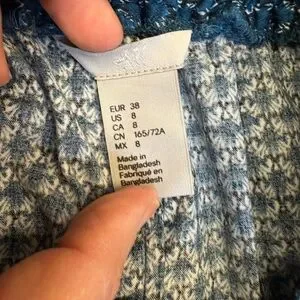 EUR 38
US 8
CA 8
CN 165/72A
MX 8
Made in
Bangladesh
Fabriqué en
Bangladesh